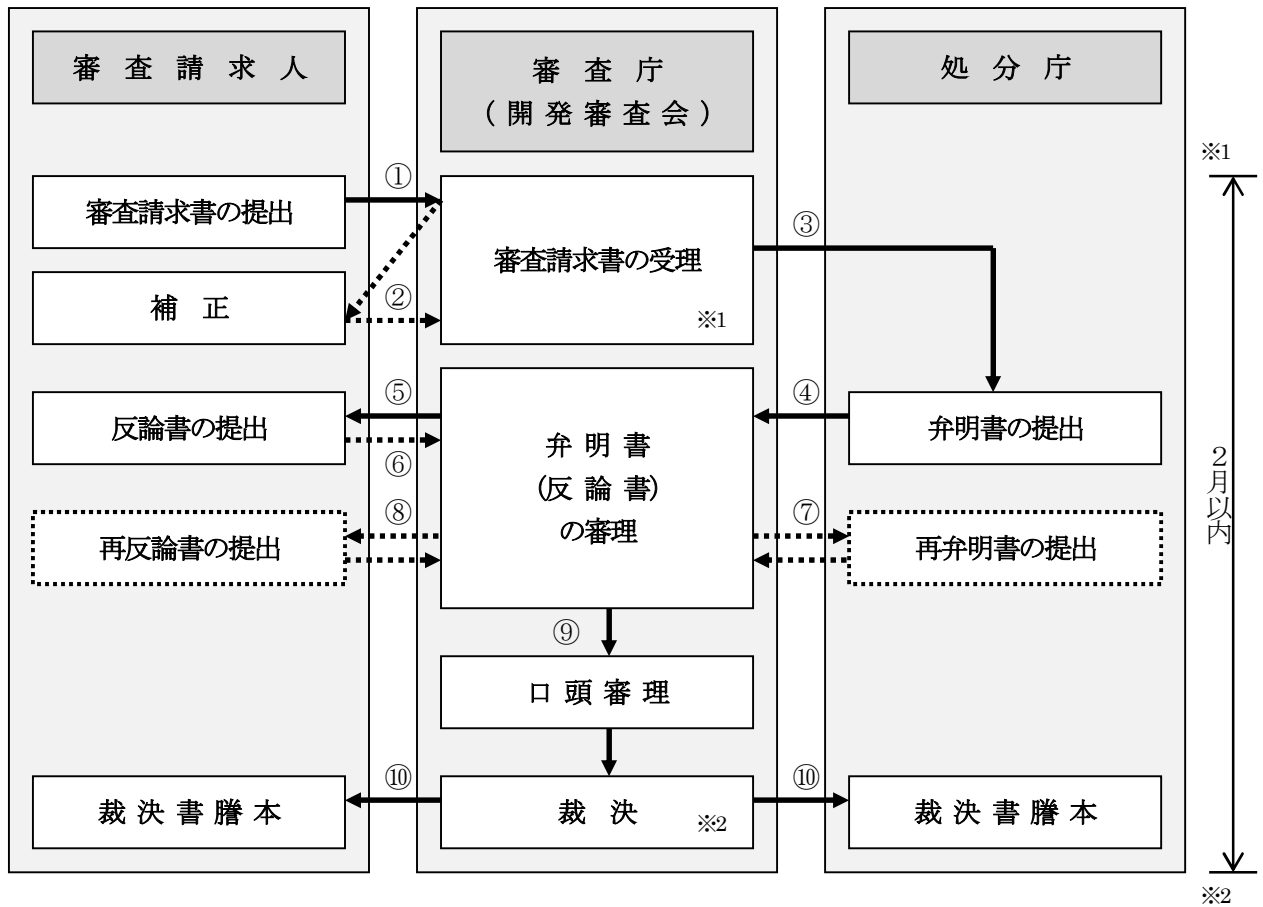 審査請求人
審査庁
(開発審査会)
処分庁
※1
①
審査請求書の提出
審査請求書の受理
※1
③
②
補正
⑤
反論書の提出
⑥
弁明書
(反論書)
の審理
④
弁明書の提出
2月以内
⑧
再反論書の提出
⑦
再弁明書の提出
⑨
口頭審理
⑩
裁決書謄本
裁決
※2
⑩
裁決書謄本
※2